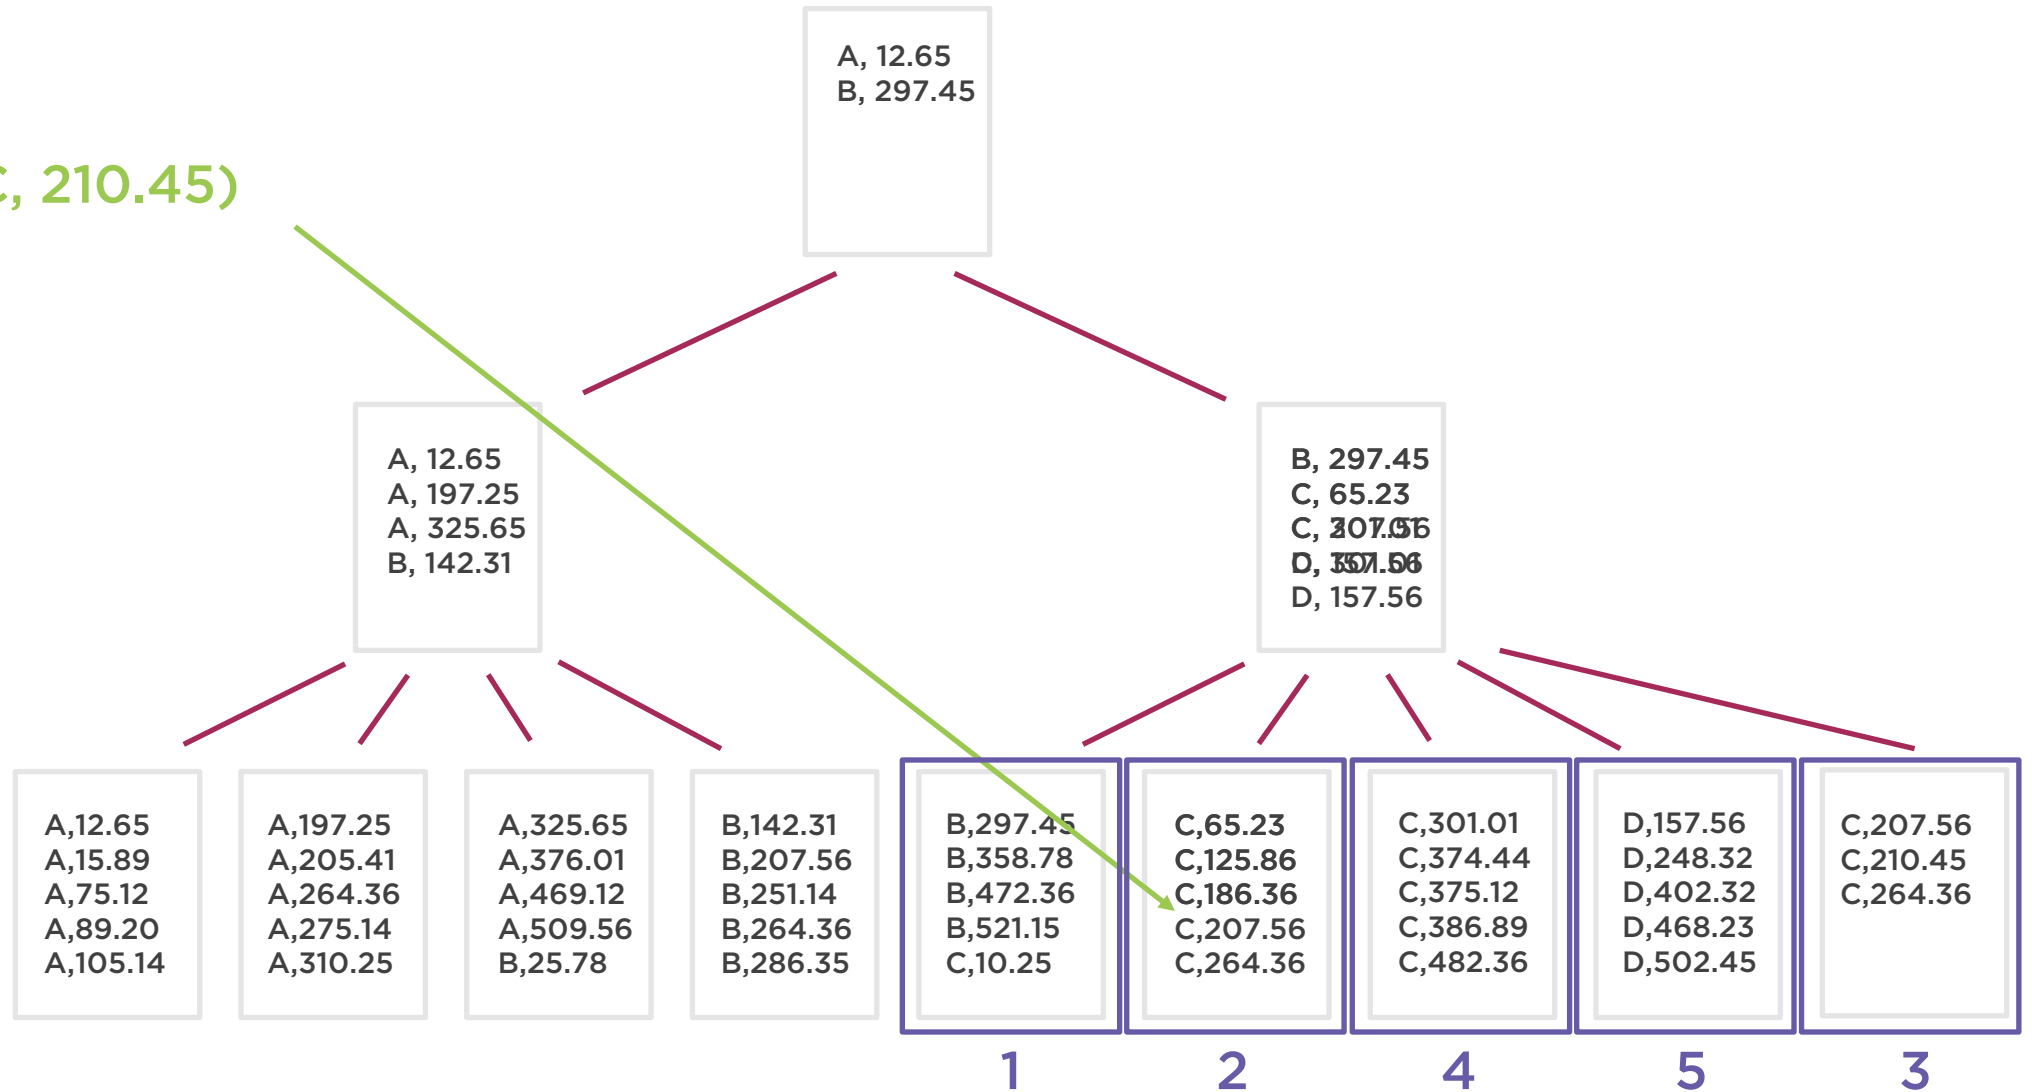 A, 12.65
B, 297.45
, 210.45)
A, 12.65
A, 197.25
A, 325.65
B, 142.31
B, 297.45
C, 65.23
C,
D, 157.56
A,12.65
A,15.89
A,75.12
A,89.20
A,105.14
A,197.25
A,205.41
A,264.36
A,275.14
A,310.25
A,325.65
A,376.01
A,469.12
A,509.56
B,25.78
B,142.31
B,207.56
B,251.14
B,264.36
B,286.35
B,297.45
B,358.78
B,472.36
B,521.15
C,10.25
C,65.23
C,125.86
C,186.36
C,207.56
C,264.36
C,301.01
C,374.44
C,375.12
C,386.89
C,482.36
D,157.56
D,248.32
D,402.32
D,468.23
D,502.45
C,207.56
C,210.45
C,264.36
1
2
4
5
3